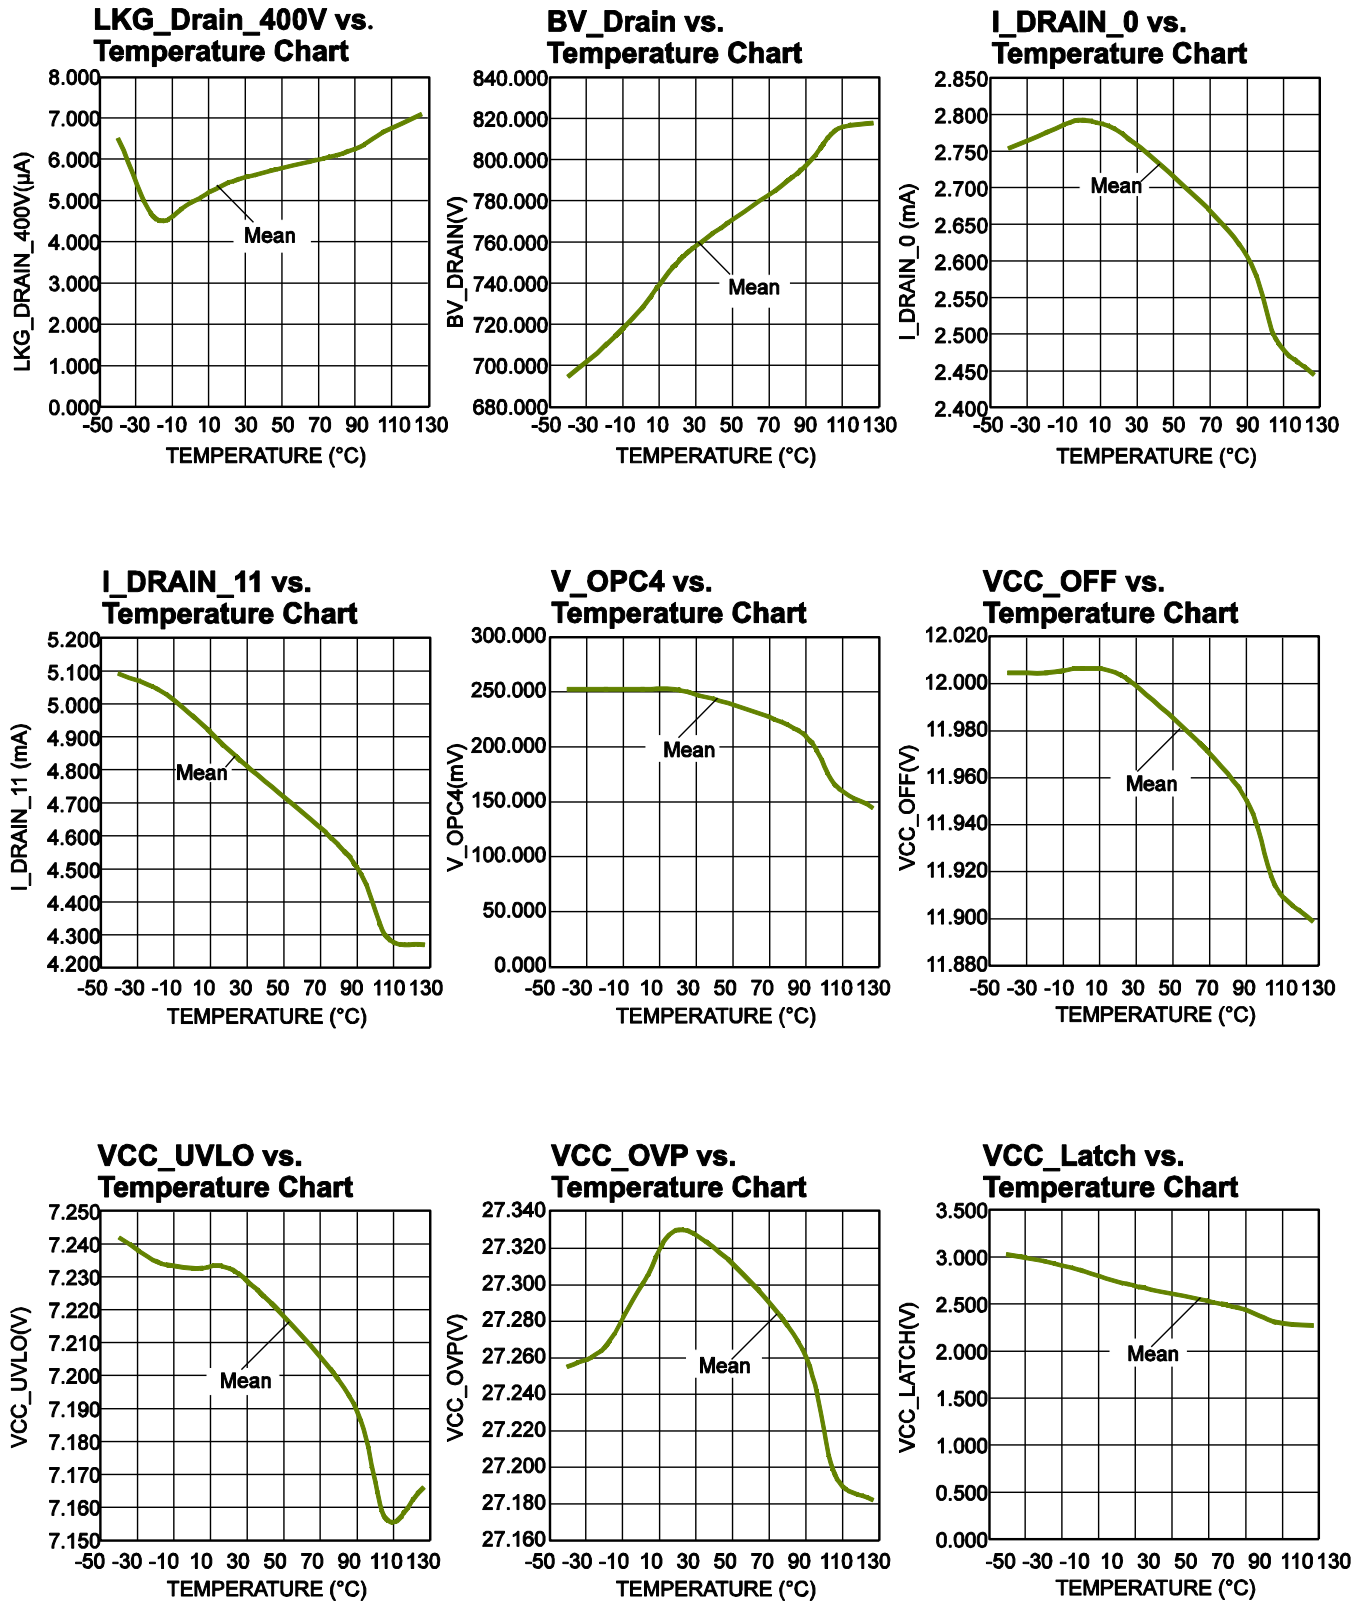 LKG_Drain_400V vs.
Temperature Chart
8.000
7.000
6.000
5.000
4.000
3.000
2.000
1.000
0.000
LKG_DRAIN_400V(µA)
Mean
-50 -30 -10 10 30 50 70 90 110 130
TEMPERATURE (°C)
BV_Drain vs.
Temperature Chart
840.000
820.000
800.000
780.000
760.000
740.000
720.000
700.000
680.000
BV_DRAIN(V)
Mean
-50 -30 -10 10 30 50 70 90 110 130
TEMPERATURE (°C)
I_DRAIN_0 vs.
Temperature Chart
2.850
2.800
2.750
2.700
2.650
2.600
2.550
2.500
2.450
2.400
I_DRAIN_0 (mA)
Mean
-50 -30 -10 10 30 50 70 90 110 130
TEMPERATURE (°C)
I_DRAIN_11 vs.
Temperature Chart
5.200
5.100
5.000
4.900
4.800
4.700
4.600
4.500
4.400
4.300
4.200
I_DRAIN_11 (mA)
Mean
-50 -30 -10 10 30 50 70 90 110 130
TEMPERATURE (°C)
V_OPC4 vs.
Temperature Chart
300.000
250.000
200.000
150.000
100.000
50.000
0.000
V_OPC4(mV)
Mean
-50 -30 -10 10 30 50 70 90 110 130
TEMPERATURE (°C)
VCC_OFF vs.
Temperature Chart
12.020
12.000
11.980
11.960
11.940
11.920
11.900
11.880
VCC_OFF(V)
Mean
-50 -30 -10 10 30 50 70 90 110 130
TEMPERATURE (°C)
VCC_UVLO vs.
Temperature Chart
7.250
7.240
7.230
7.220
7.210
7.200
7.190
7.180
7.170
7.160
7.150
VCC_UVLO(V)
Mean
-50 -30 -10 10 30 50 70 90 110 130
TEMPERATURE (°C)
VCC_OVP vs.
Temperature Chart
27.340
27.320
27.300
27.280
27.260
27.240
27.220
27.200
27.180
27.160
VCC_OVP(V)
Mean
-50 -30 -10 10 30 50 70 90 110 130
TEMPERATURE (°C)
VCC_Latch vs.
Temperature Chart
3.500
3.000
2.500
2.000
1.500
1.000
0.500
0.000
VCC_LATCH(V)
Mean
-50 -30 -10 10 30 50 70 90 110 130
TEMPERATURE (°C)